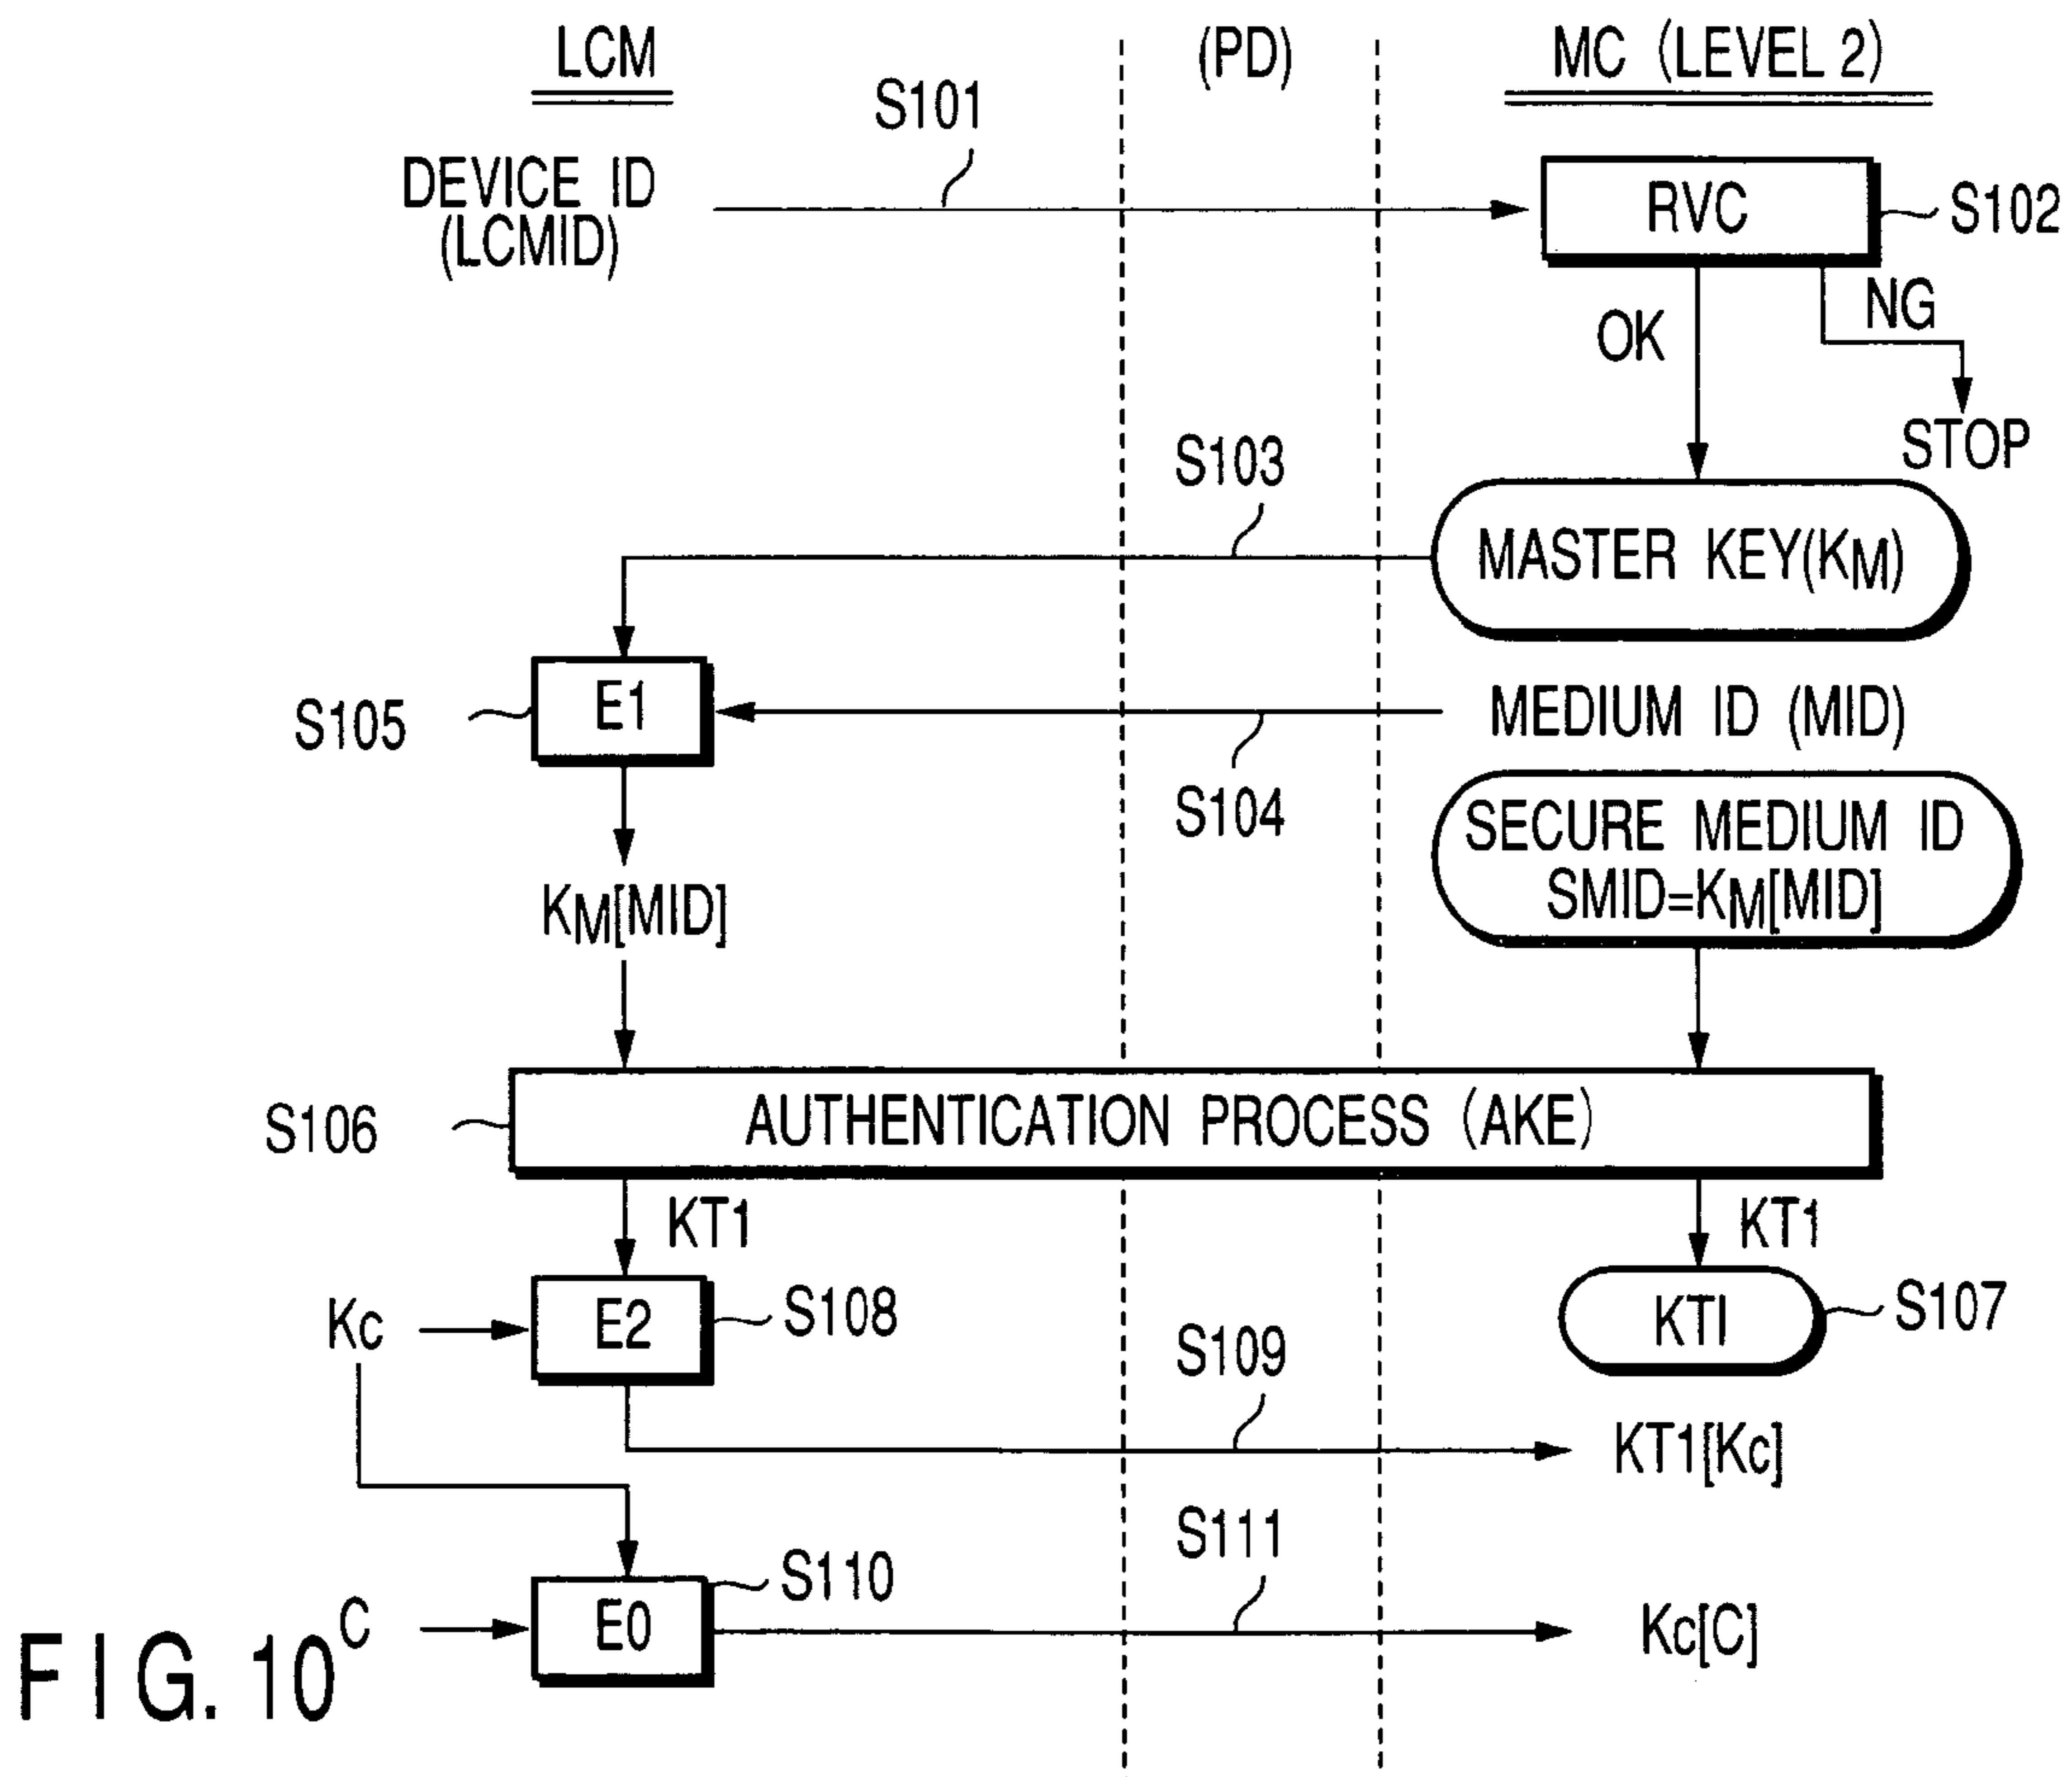 LCM
(PD)
MC (LEVEL 2)
S101
DEVICE ID
(LCMID)
RVC
S102
OK
NG
STOP
S103
MASTER KEY(KM)
E1
S105
MEDIUM ID (MID)
S104
SECURE MEDIUM ID
SMID=KM[MID]
KM[MID]
AUTHENTICATION PROCESS (AKE)
S106
KT1
KT1
Kc
E2
S108
KTI
S107
S109
KT1[Kc]
S111
S110
C
E0
Kc[C]
FIG. 10